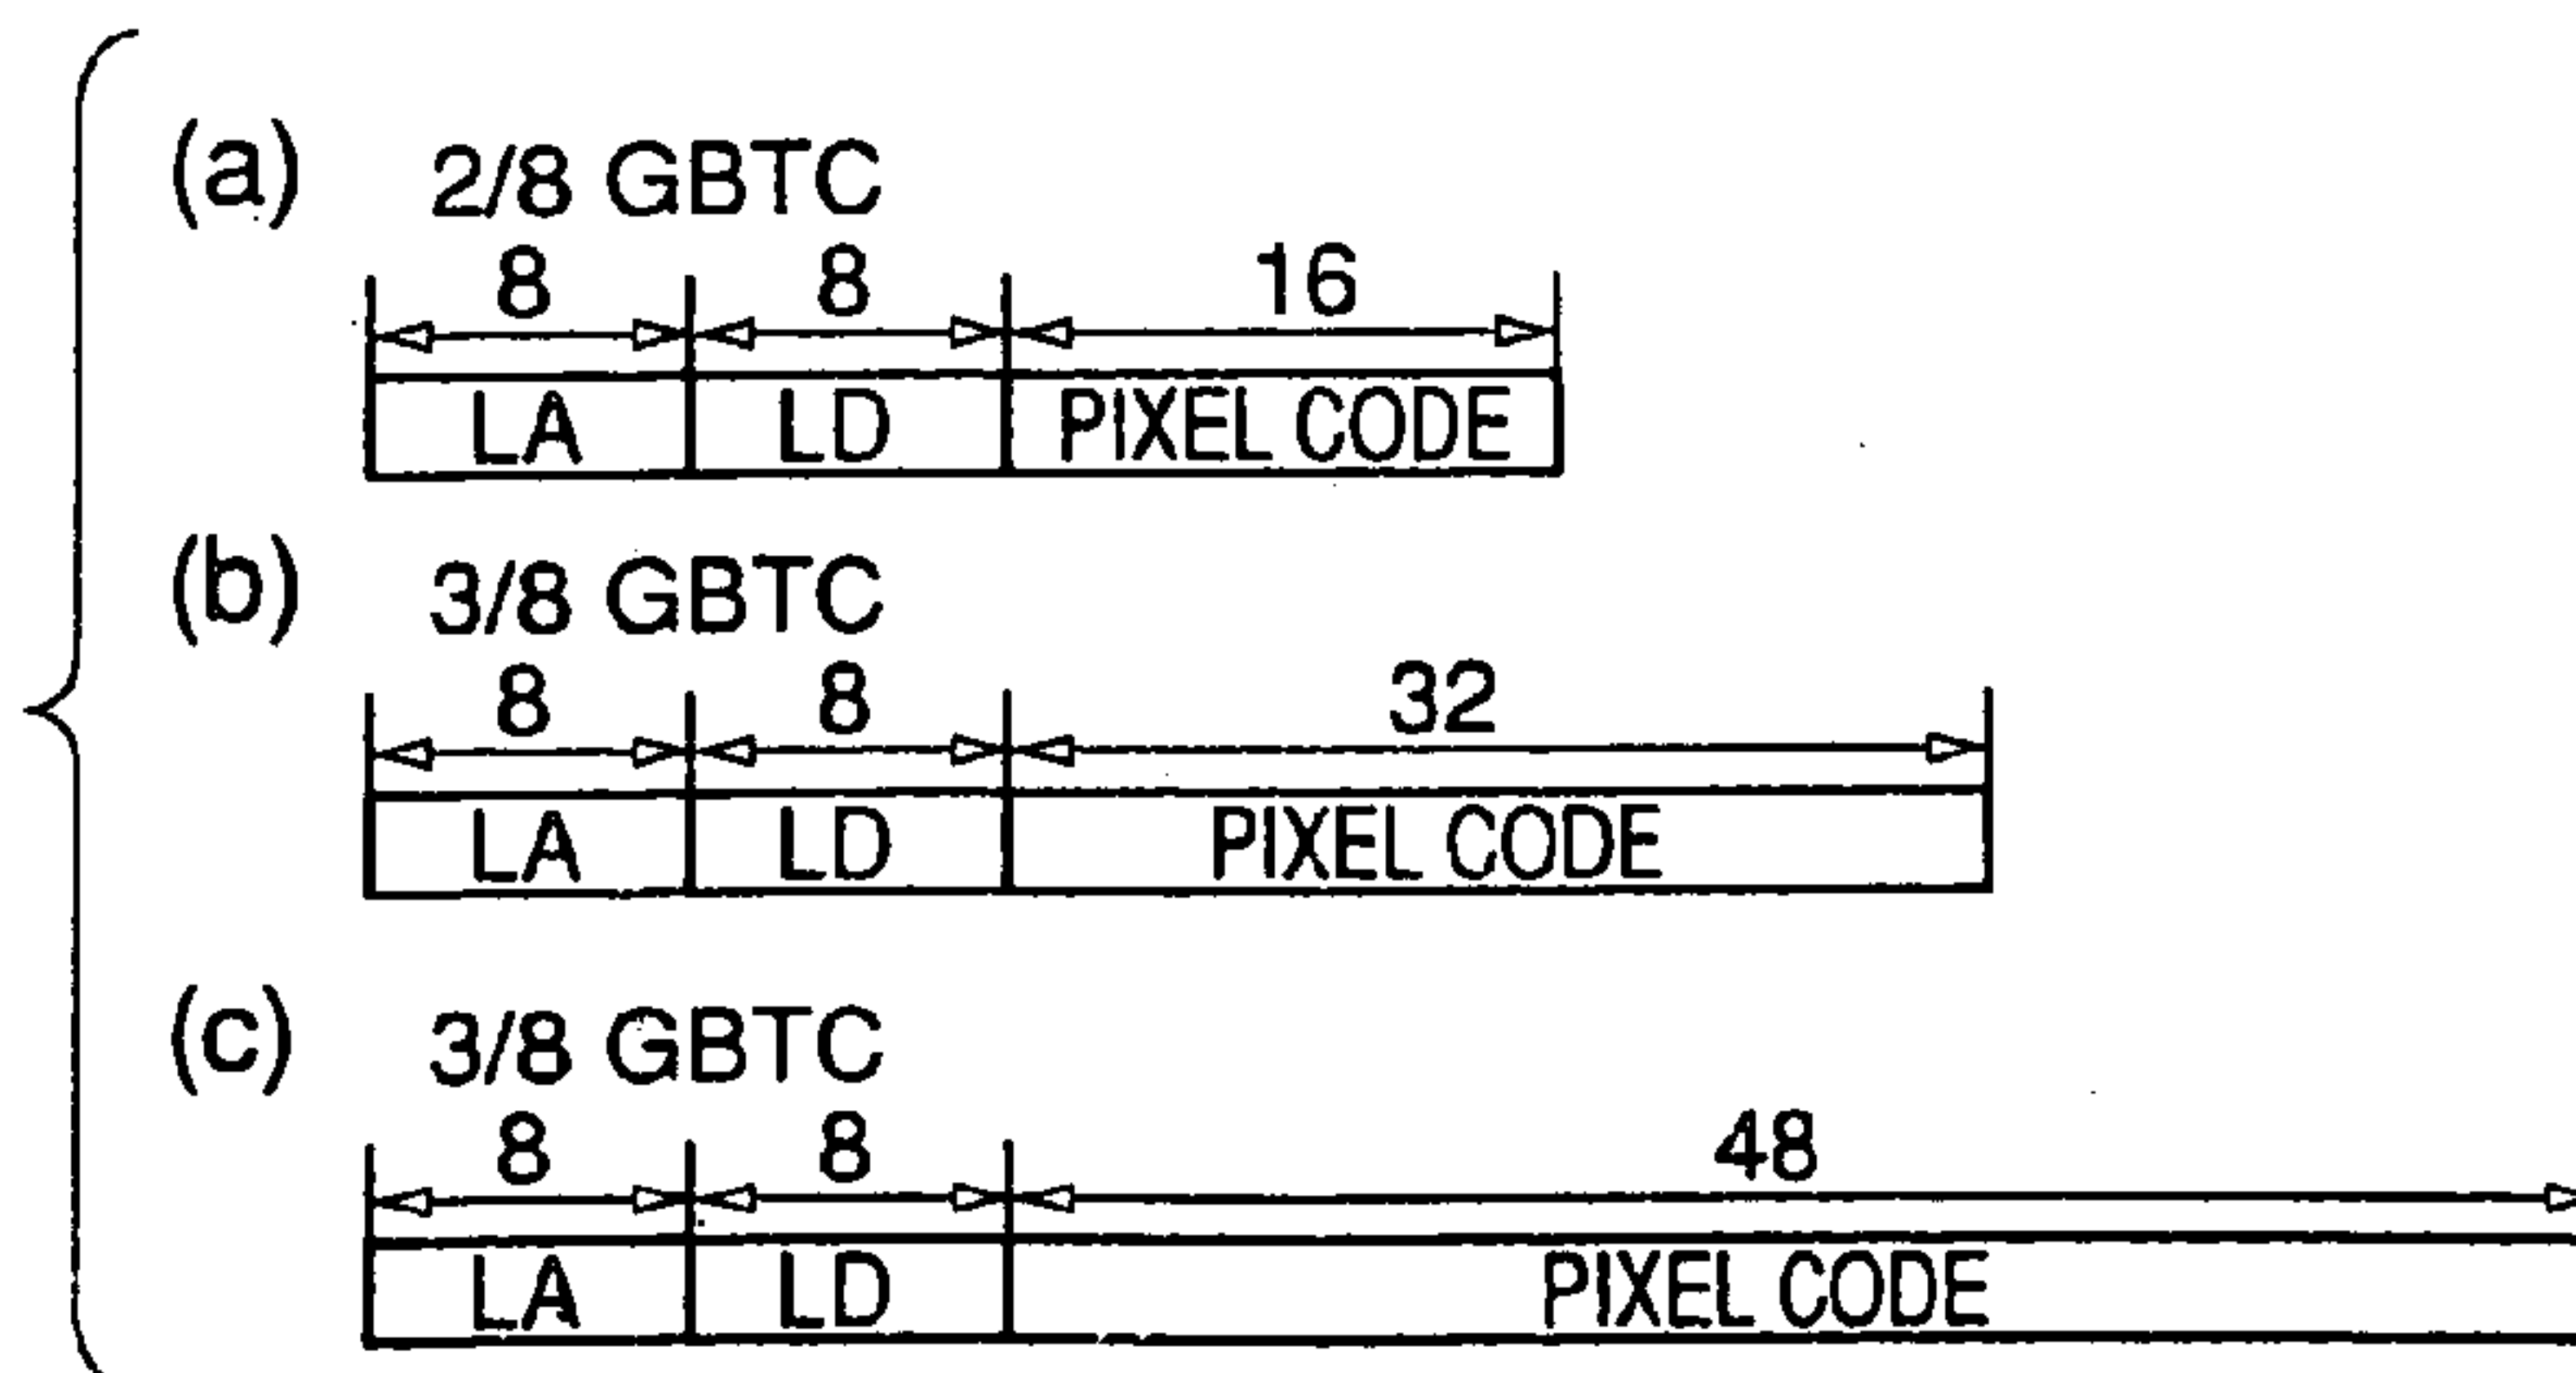 (a) 2/8 GBTC
8 8 16
LA LD PIXEL CODE
(b) 3/8 GBTC
8 8 32
LA LD PIXEL CODE
(c) 3/8 GBTC
8 8 48
LA LD PIXEL CODE